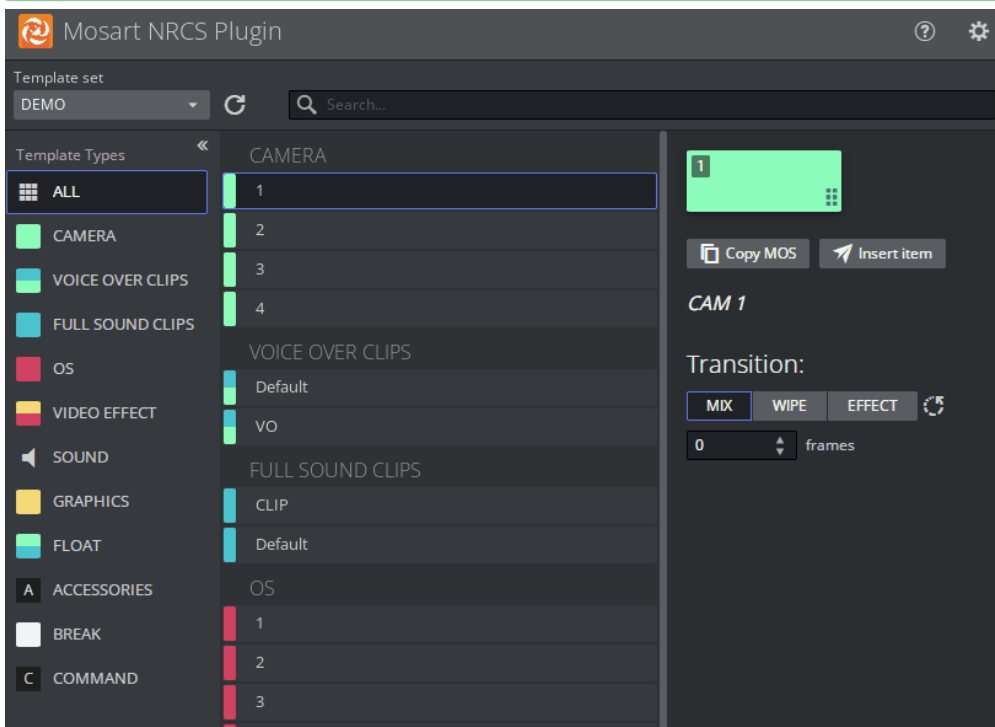 Mosart NRCS Plugin
Template set
DEMO
Search...
Template Types
ALL
CAMERA
VOICE OVER CLIPS
FULL SOUND CLIPS
OS
VIDEO EFFECT
SOUND
GRAPHICS
FLOAT
A ACCESSORIES
BREAK
C COMMAND
CAMERA
1
2
3
4
VOICE OVER CLIPS
Default
VO
FULL SOUND CLIPS
CLIP
Default
OS
1
2
3
1
Copy MOS Insert item
CAM 1
Transition:
MIX WIPE EFFECT
0 frames